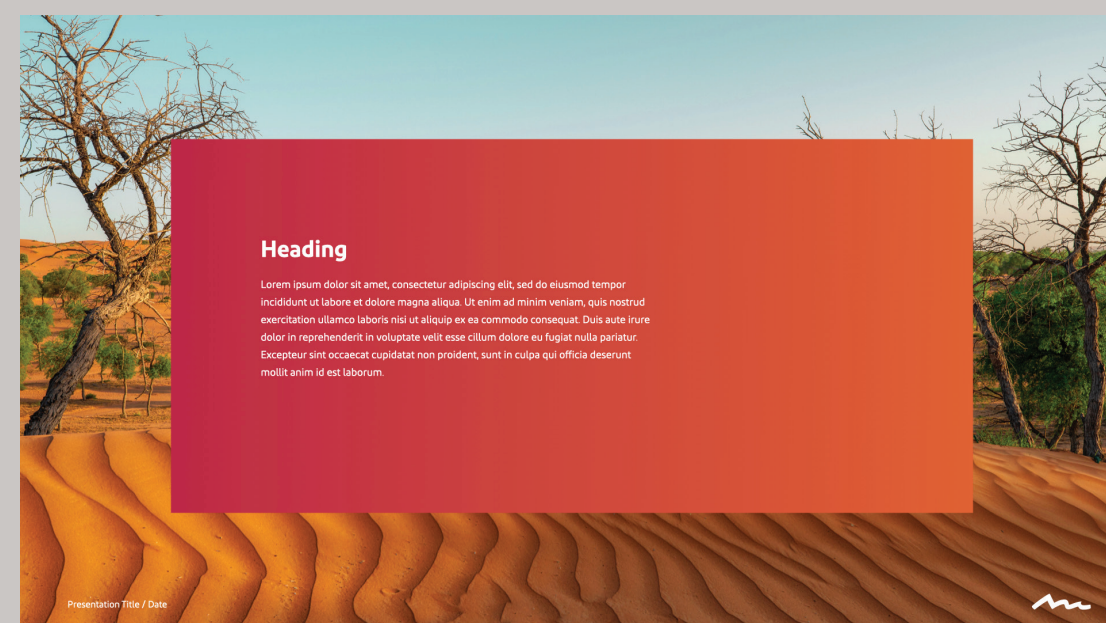 Heading
Lorem ipsum dolor sit amet, consectetur adipiscing elit, sed do eiusmod tempor
incididunt ut labore et dolore magna aliqua. Ut enim ad minim veniam, quis nostrud
exercitation ullamco laboris nisi ut aliquip ex ea commodo consequat. Duis aute irure
dolor in reprehenderit in voluptate velit esse cillum dolore eu fugiat nulla pariatur.
Excepteur sint occaecat cupidatat non proident, sunt in culpa qui officia deserunt
mollit anim id est laborum.
Presentation Title / Date